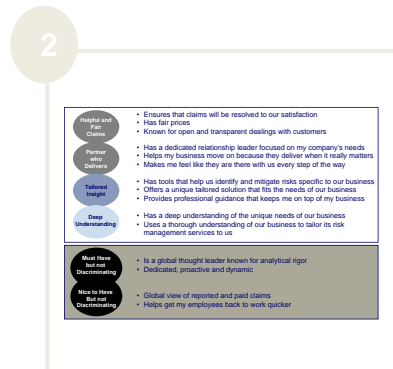 2
Helpful and
Fair
Claims
• Ensures that claims will be resolved to our satisfaction
• Has fair prices
• Known for open and transparent dealings with customers
Partner
who
Delivers
• Has a dedicated relationship leader focused on my company's needs
• Helps my business move on because they deliver when it really matters
• Makes me feel like they are there with us every step of the way
Tailored
Insight
• Has tools that help us identify and mitigate risks specific to our business
• Offers a unique tailored solution that fits the needs of our business
• Provides professional guidance that keeps me on top of my business
Deep
Understanding
• Has a deep understanding of the unique needs of our business
• Uses a thorough understanding of our business to tailor its risk
management services to us
Must Have
but not
Discriminating
• Is a global thought leader known for analytical rigor
• Dedicated, proactive and dynamic
Nice to Have
But not
Discriminating
• Global view of reported and paid claims
• Helps get my employees back to work quicker